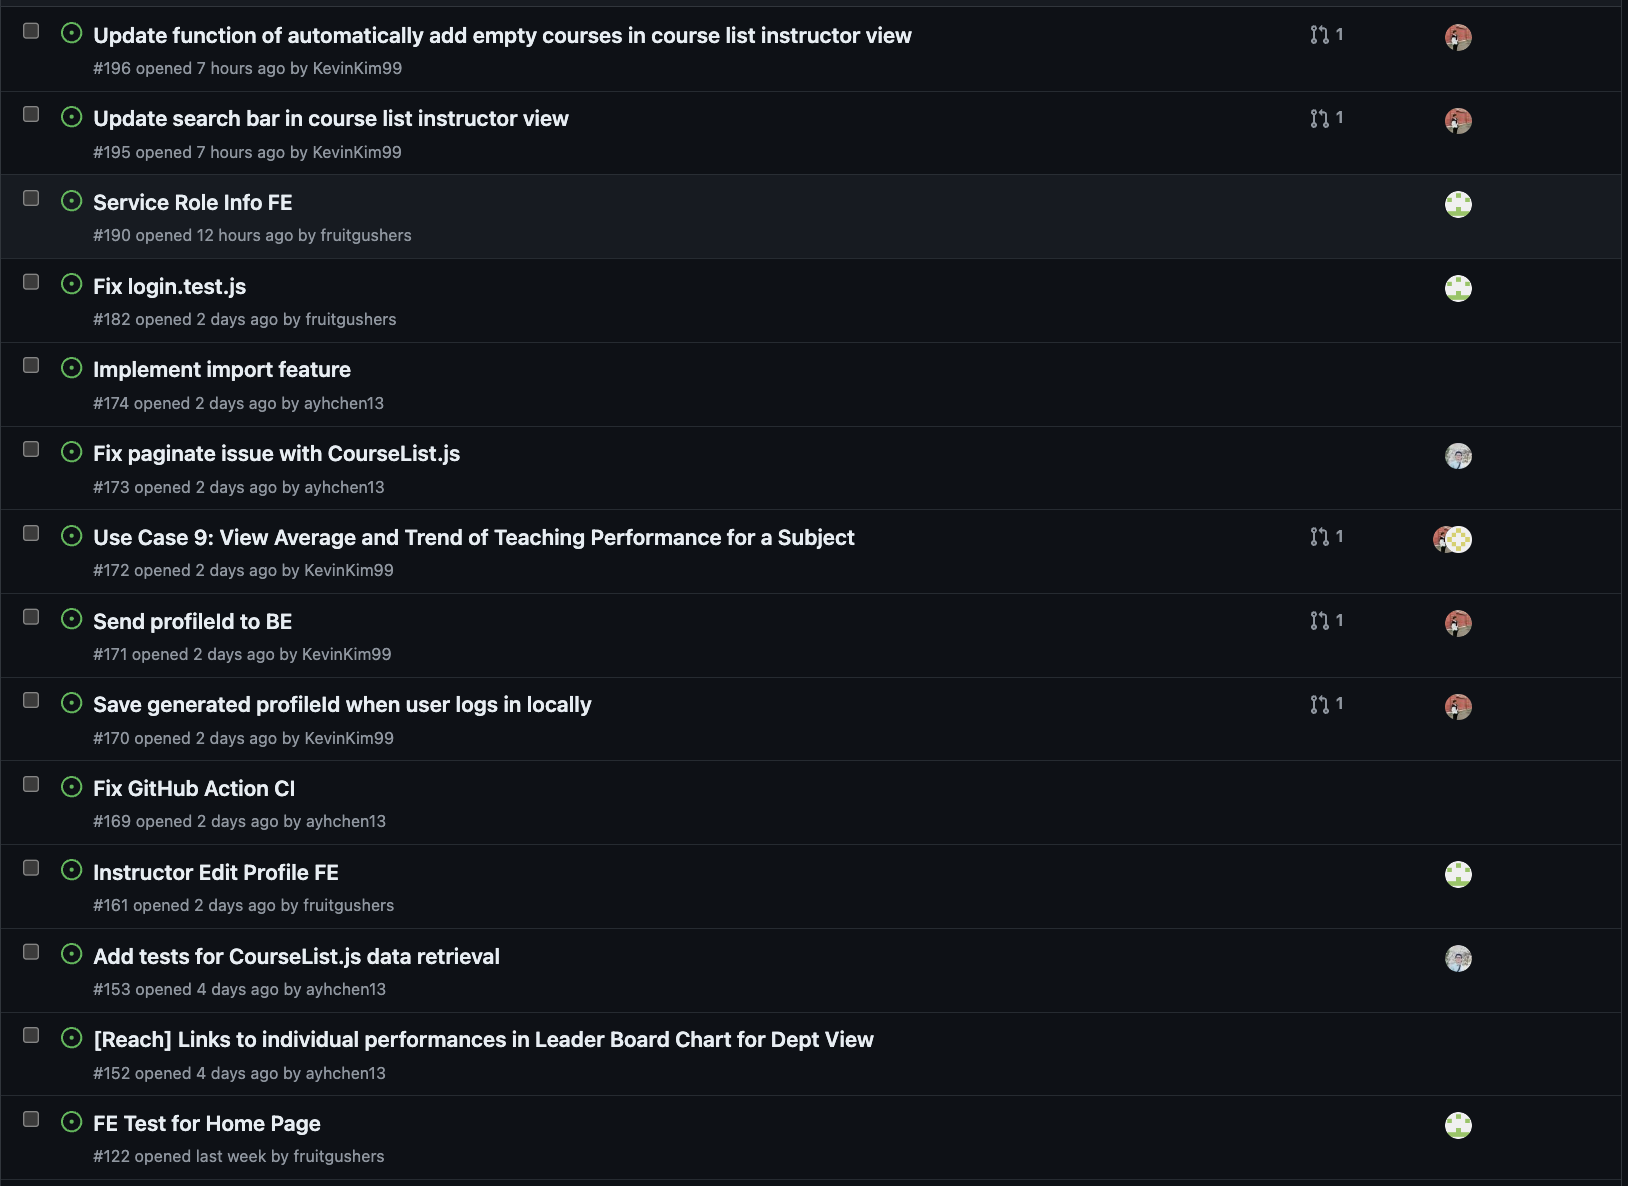 Update function of automatically add empty courses in course list instructor view
1
#196 opened 7 hours ago by KevinKim99
Update search bar in course list instructor view
1
#195 opened 7 hours ago by KevinKim99
Service Role Info FE
#190 opened 12 hours ago by fruitgushers
Fix login.test.js
#182 opened 2 days ago by fruitgushers
Implement import feature
#174 opened 2 days ago by ayhchen13
Fix paginate issue with CourseList.js
#173 opened 2 days ago by ayhchen13
Use Case 9: View Average and Trend of Teaching Performance for a Subject
1
#172 opened 2 days ago by KevinKim99
Send profileId to BE
1
#171 opened 2 days ago by KevinKim99
Save generated profileId when user logs in locally
1
#170 opened 2 days ago by KevinKim99
Fix GitHub Action CI
#169 opened 2 days ago by ayhchen13
Instructor Edit Profile FE
#161 opened 2 days ago by fruitgushers
Add tests for CourseList.js data retrieval
#153 opened 4 days ago by ayhchen13
[Reach] Links to individual performances in Leader Board Chart for Dept View
#152 opened 4 days ago by ayhchen13
FE Test for Home Page
#122 opened last week by fruitgushers